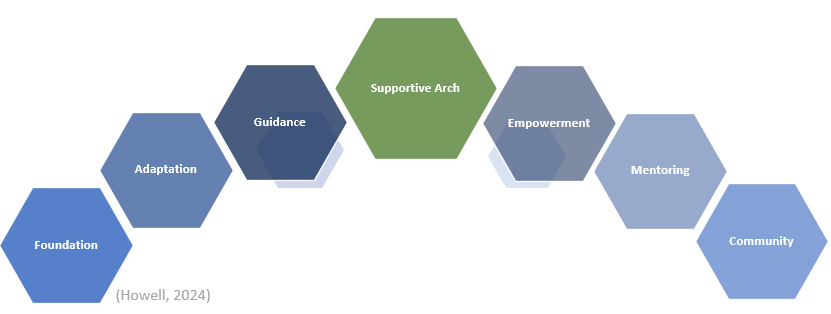 Foundation
Adaptation
Guidance
Supportive Arch
Empowerment
Mentoring
Community
(Howell, 2024)